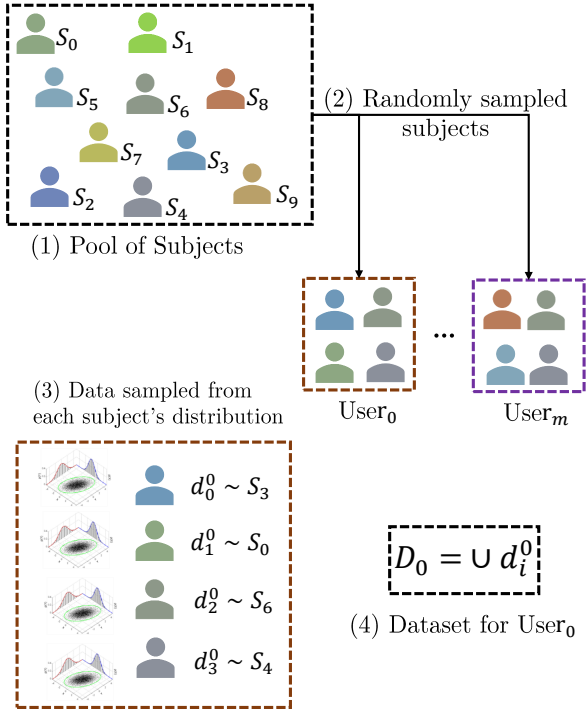 S₀
S₁
S₅
S₆
S₈
S₇
S₃
S₂
S₄
S₉
(1) Pool of Subjects
(2) Randomly sampled
subjects
...
User₀
Userₘ
(3) Data sampled from
each subject's distribution
d₀⁰ ~ S₃
d₁⁰ ~ S₀
d₂⁰ ~ S₆
d₃⁰ ~ S₄
D₀ = ∪ dᵢ⁰
(4) Dataset for User₀